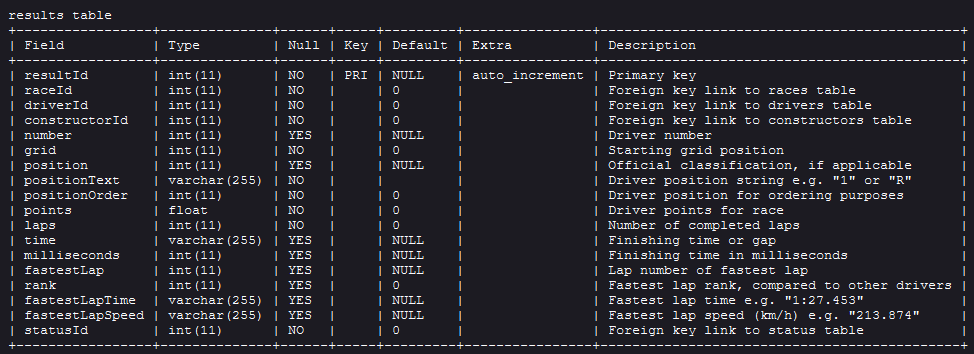 results table
+-----------------+--------------+------+-----+---------+----------------+---------------------------------------------+
| Field           | Type         | Null | Key | Default | Extra          | Description                                 |
+-----------------+--------------+------+-----+---------+----------------+---------------------------------------------+
| resultId        | int(11)      | NO   | PRI | NULL    | auto_increment | Primary key                                 |
| raceId          | int(11)      | NO   |     | 0       |                | Foreign key link to races table             |
| driverId        | int(11)      | NO   |     | 0       |                | Foreign key link to drivers table           |
| constructorId   | int(11)      | NO   |     | 0       |                | Foreign key link to constructors table      |
| number          | int(11)      | YES  |     | NULL    |                | Driver number                               |
| grid            | int(11)      | NO   |     | 0       |                | Starting grid position                      |
| position        | int(11)      | YES  |     | NULL    |                | Official classification, if applicable      |
| positionText    | varchar(255) | NO   |     |         |                | Driver position string e.g. "1" or "R"      |
| positionOrder   | int(11)      | NO   |     | 0       |                | Driver position for ordering purposes       |
| points          | float        | NO   |     | 0       |                | Driver points for race                      |
| laps            | int(11)      | NO   |     | 0       |                | Number of completed laps                    |
| time            | varchar(255) | YES  |     | NULL    |                | Finishing time or gap                       |
| milliseconds    | int(11)      | YES  |     | NULL    |                | Finishing time in milliseconds              |
| fastestLap      | int(11)      | YES  |     | NULL    |                | Lap number of fastest lap                   |
| rank            | int(11)      | YES  |     | 0       |                | Fastest lap rank, compared to other drivers |
| fastestLapTime  | varchar(255) | YES  |     | NULL    |                | Fastest lap time e.g. "1:27.453"            |
| fastestLapSpeed | varchar(255) | YES  |     | NULL    |                | Fastest lap speed (km/h) e.g. "213.874"     |
| statusId        | int(11)      | NO   |     | 0       |                | Foreign key link to status table            |
+-----------------+--------------+------+-----+---------+----------------+---------------------------------------------+